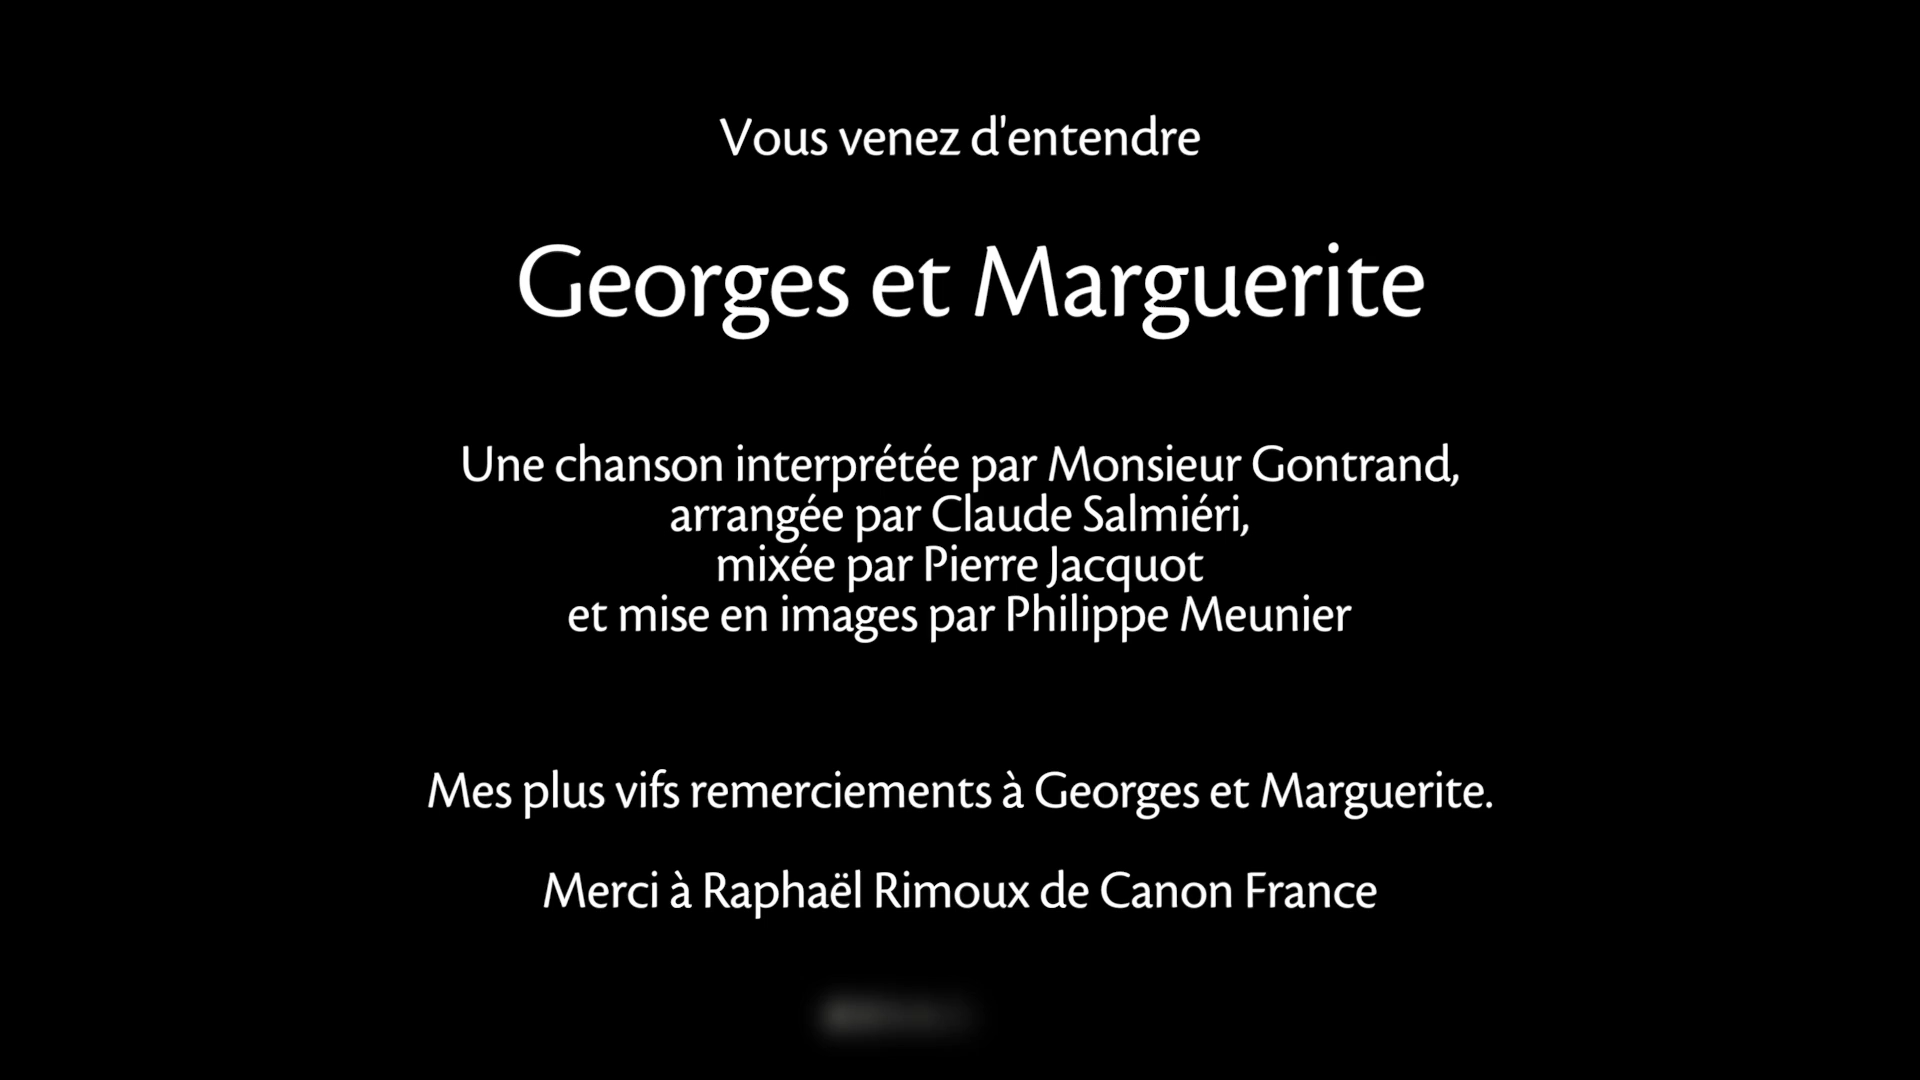 Vous venez d'entendre
Georges et Marguerite
Une chanson interprétée par Monsieur Gontrand,
arrangée par Claude Salmiéri,
mixée par Pierre Jacquot
et mise en images par Philippe Meunier
Mes plus vifs remerciements à Georges et Marguerite.
Merci à Raphaël Rimoux de Canon France